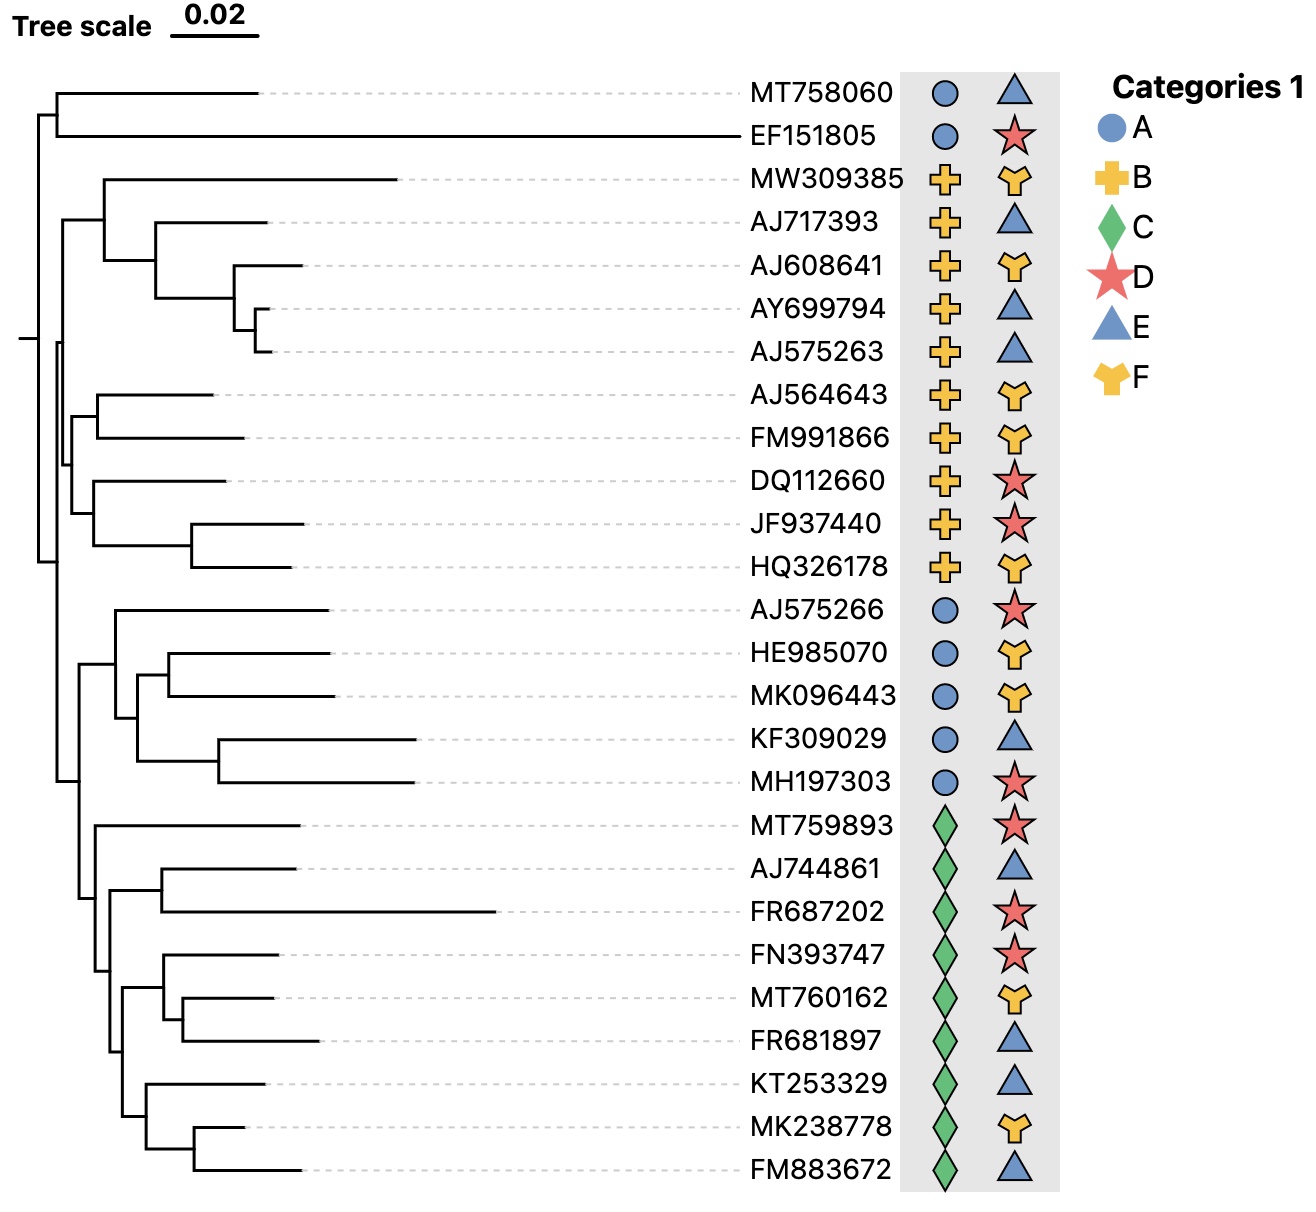 Tree scale 0.02
Categories 1
MT758060
EF151805
MW309385
AJ717393
AJ608641
AY699794
AJ575263
AJ564643
FM991866
DQ112660
JF937440
HQ326178
AJ575266
HE985070
MK096443
KF309029
MH197303
MT759893
AJ744861
FR687202
FN393747
MT760162
FR681897
KT253329
MK238778
FM883672
A
B
C
D
E
F